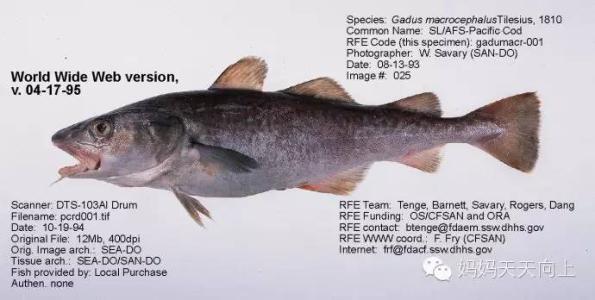 Species: Gadus macrocephalusTilesius, 1810
Common Name: SL/AFS-Pacific Cod
RFE Code (this specimen): gadumacr-001
Photographer: W. Savary (SAN-DO)
Date: 08-13-93
Image #: 025
World Wide Web version,
v. 04-17-95
Scanner: DTS-103AI Drum
Filename: pcrd001.tif
Date: 10-19-94
Original File: 12Mb, 400dpi
Orig. Image arch.: SEA-DO
Tissue arch.: SEA-DO/SAN-DO
Fish provided by: Local Purchase
Authen. none
RFE Team: Tenge, Barnett, Savary, Rogers, Dang
RFE Funding: OS/CFSAN and ORA
RFE contact: btenge@fdaem.ssw.dhhs.gov
RFE WWW coord.: F. Fry (CFSAN)
Internet: frf@fdacf.ssw.dhhs.gov
妈妈天天向上